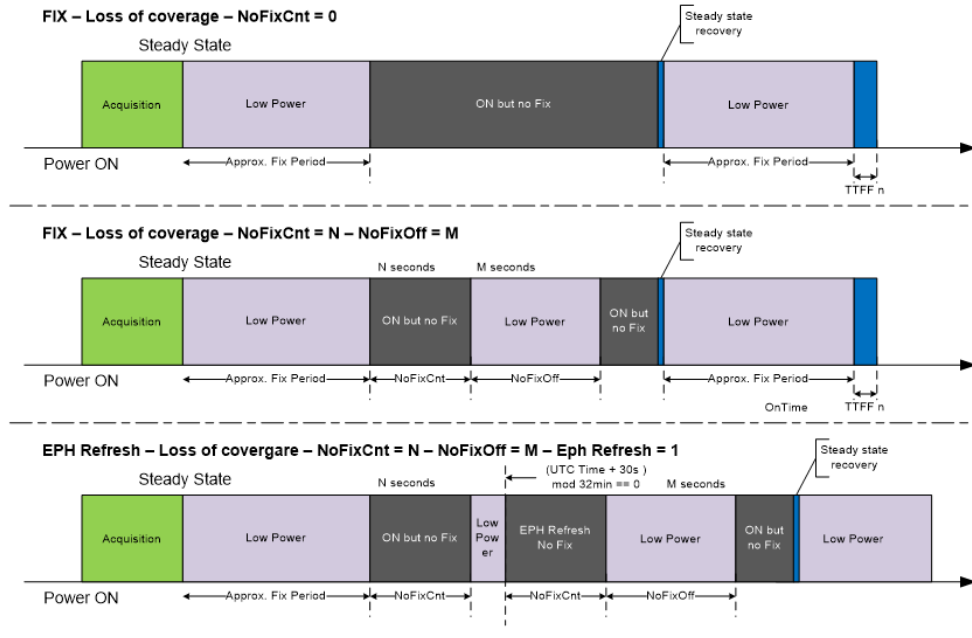 FIX – Loss of coverage – NoFixCnt = 0
Steady state
recovery
Steady State
Acquisition
Low Power
ON but no Fix
Low Power
Power ON
Approx. Fix Period
Approx. Fix Period
TTFF n
FIX – Loss of coverage – NoFixCnt = N – NoFixOff = M
Steady state
recovery
Steady State
N seconds
M seconds
Acquisition
Low Power
ON but no Fix
Low Power
ON but
no Fix
Low Power
Power ON
Approx. Fix Period
NoFixCnt
NoFixOff
Approx. Fix Period
OnTime
TTFF n
EPH Refresh – Loss of covergare – NoFixCnt = N – NoFixOff = M – Eph Refresh = 1
Steady state
recovery
(UTC Time + 30s )
mod 32min == 0
Steady State
N seconds
M seconds
Acquisition
Low Power
ON but no Fix
Low
Powe
r
EPH Refresh
No Fix
Low Power
ON but
no Fix
Low Power
Power ON
Approx. Fix Period
NoFixCnt
NoFixCnt
NoFixOff